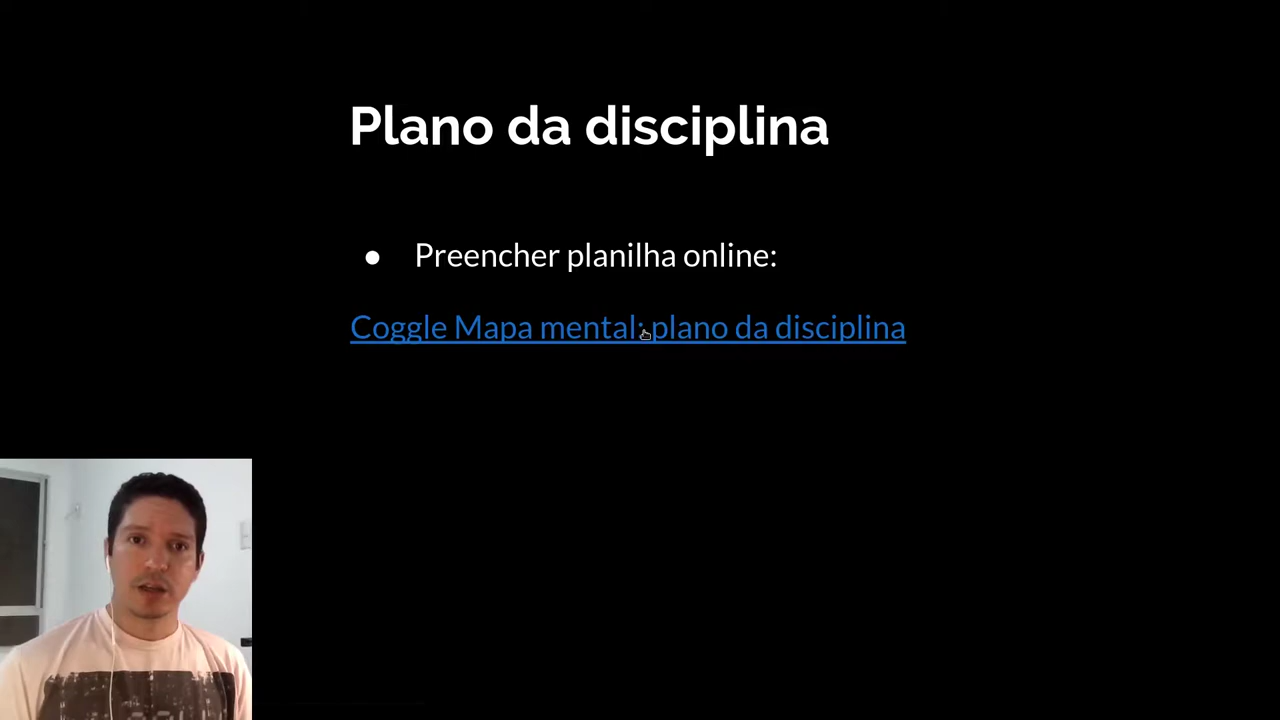 Plano da disciplina
● Preencher planilha online:
Coggle Mapa mental: plano da disciplina